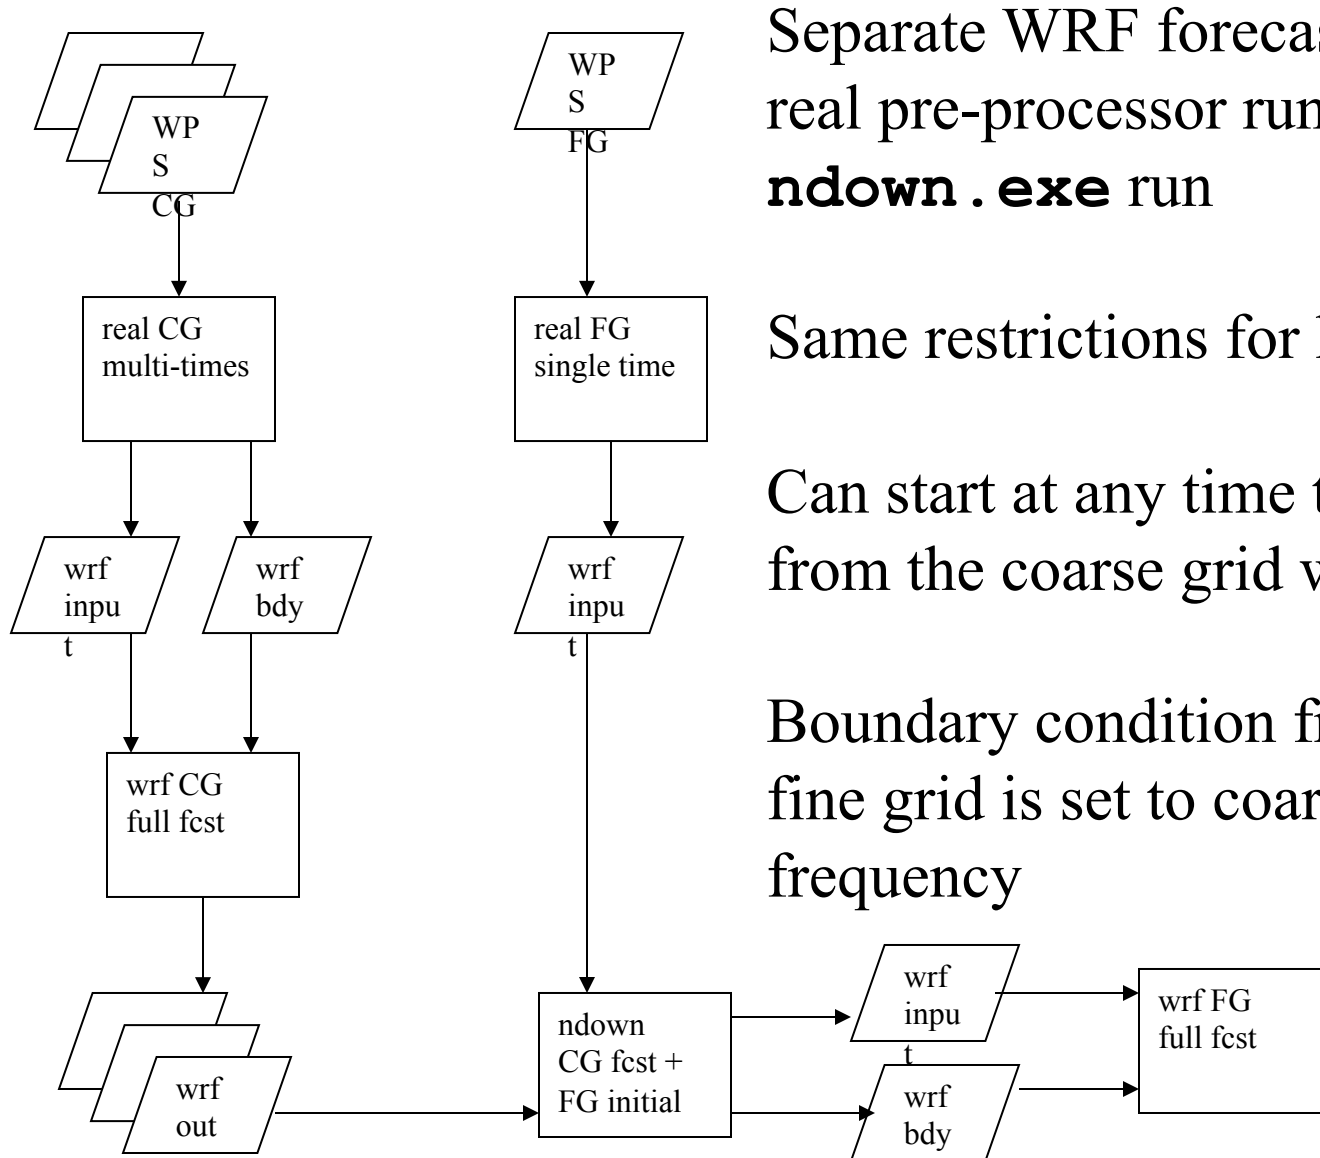 WP
S
CG
real CG
multi-times
wrf
inpu
t
wrf
bdy
wrf CG
full fcst
wrf
out
WP
S
FG
real FG
single time
wrf
inpu
t
ndown
CG fcst +
FG initial
wrf
inpu
t
wrf
bdy
wrf FG
full fcst
Separate WRF forecas
real pre-processor run
ndown.exe run
Same restrictions for
Can start at any time
from the coarse grid
Boundary condition
fine grid is set to coar
frequency